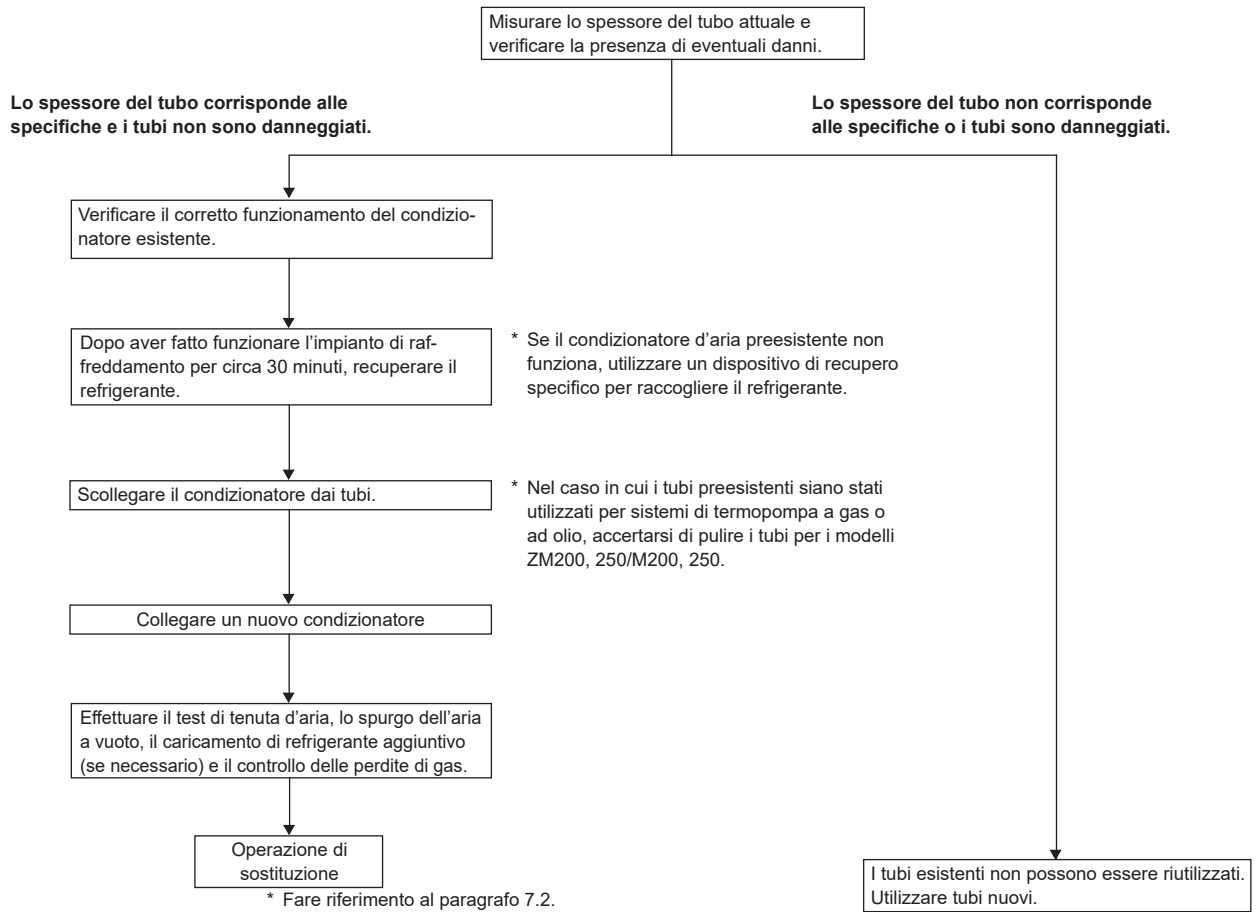 Misurare lo spessore del tubo attuale e
verificare la presenza di eventuali danni.
Lo spessore del tubo corrisponde alle
specifiche e i tubi non sono danneggiati.
Lo spessore del tubo non corrisponde
alle specifiche o i tubi sono danneggiati.
Verificare il corretto funzionamento del condizio-
natore esistente.
Dopo aver fatto funzionare l’impianto di raf-
freddamento per circa 30 minuti, recuperare il
refrigerante.
* Se il condizionatore d’aria preesistente non
funziona, utilizzare un dispositivo di recupero
specifico per raccogliere il refrigerante.
Scollegare il condizionatore dai tubi.
* Nel caso in cui i tubi preesistenti siano stati
utilizzati per sistemi di termopompa a gas o
ad olio, accertarsi di pulire i tubi per i modelli
ZM200, 250/M200, 250.
Collegare un nuovo condizionatore
Effettuare il test di tenuta d’aria, lo spurgo dell’aria
a vuoto, il caricamento di refrigerante aggiuntivo
(se necessario) e il controllo delle perdite di gas.
Operazione di
sostituzione
* Fare riferimento al paragrafo 7.2.
I tubi esistenti non possono essere riutilizzati.
Utilizzare tubi nuovi.